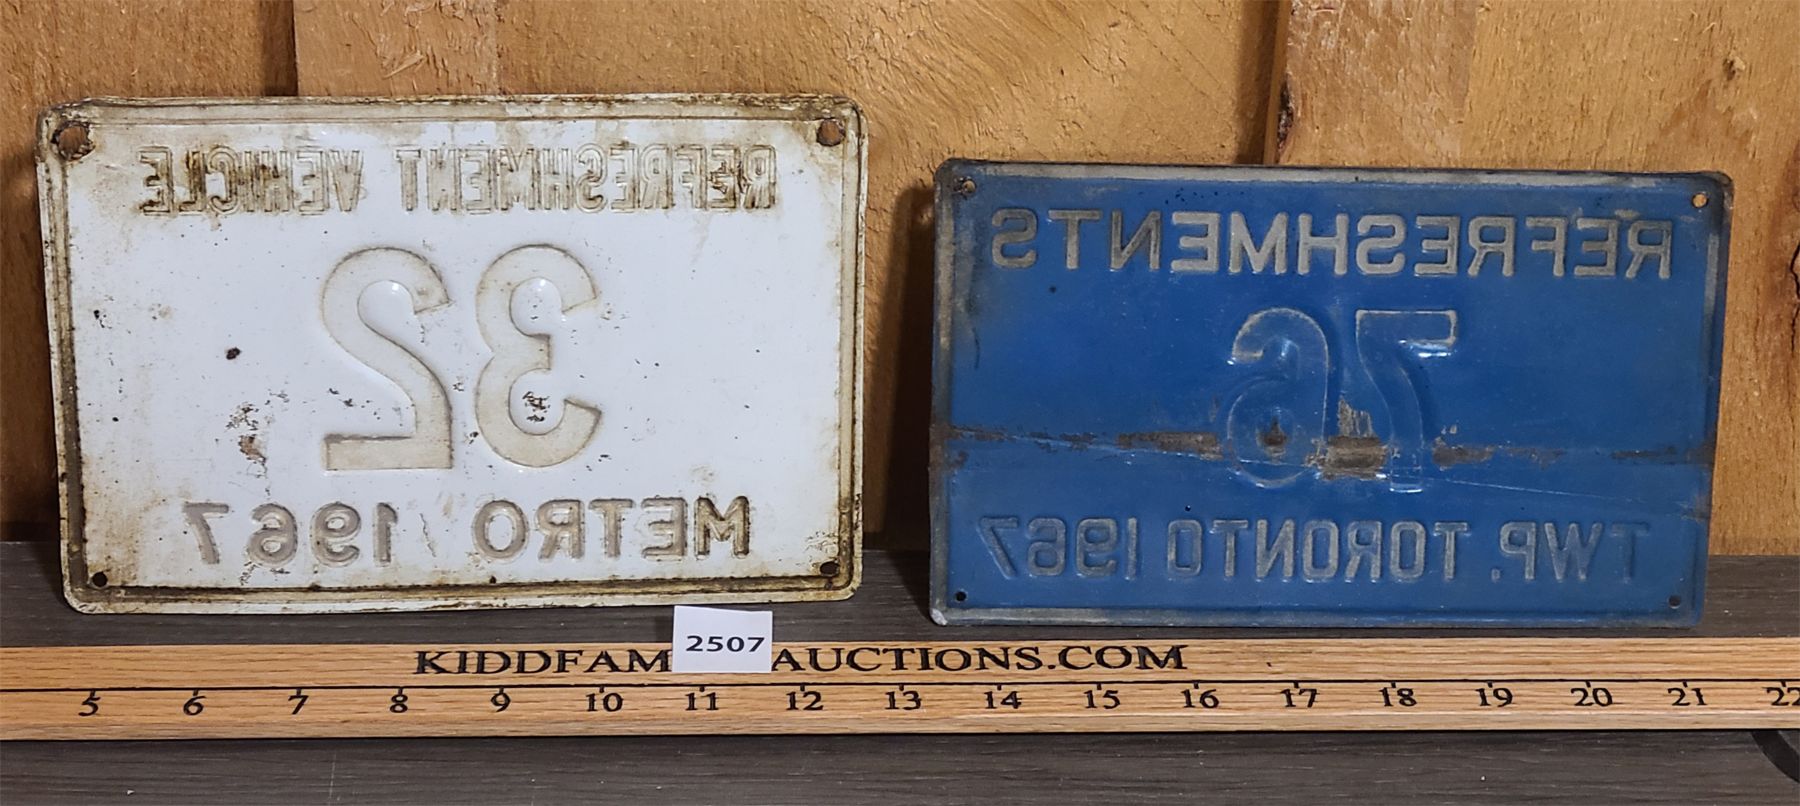 REFRESHMENT VEHICLE
32
METRO 1967
REFRESHMENTS
76
TWP. TORONTO 1967
2507
KIDDFAM AUCTIONS.COM
5 6 7 8 9 10 11 12 13 14 15 16 17 18 19 20 21 22